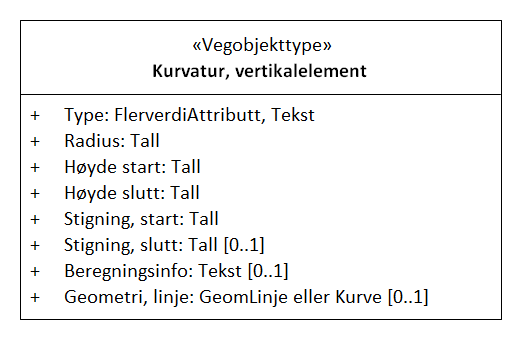 «Vegobjekttype»
Kurvatur, vertikalelement
+ Type: FlerverdiAttributt, Tekst
+ Radius: Tall
+ Høyde start: Tall
+ Høyde slutt: Tall
+ Stigning, start: Tall
+ Stigning, slutt: Tall [0..1]
+ Beregningsinfo: Tekst [0..1]
+ Geometri, linje: GeomLinje eller Kurve [0..1]